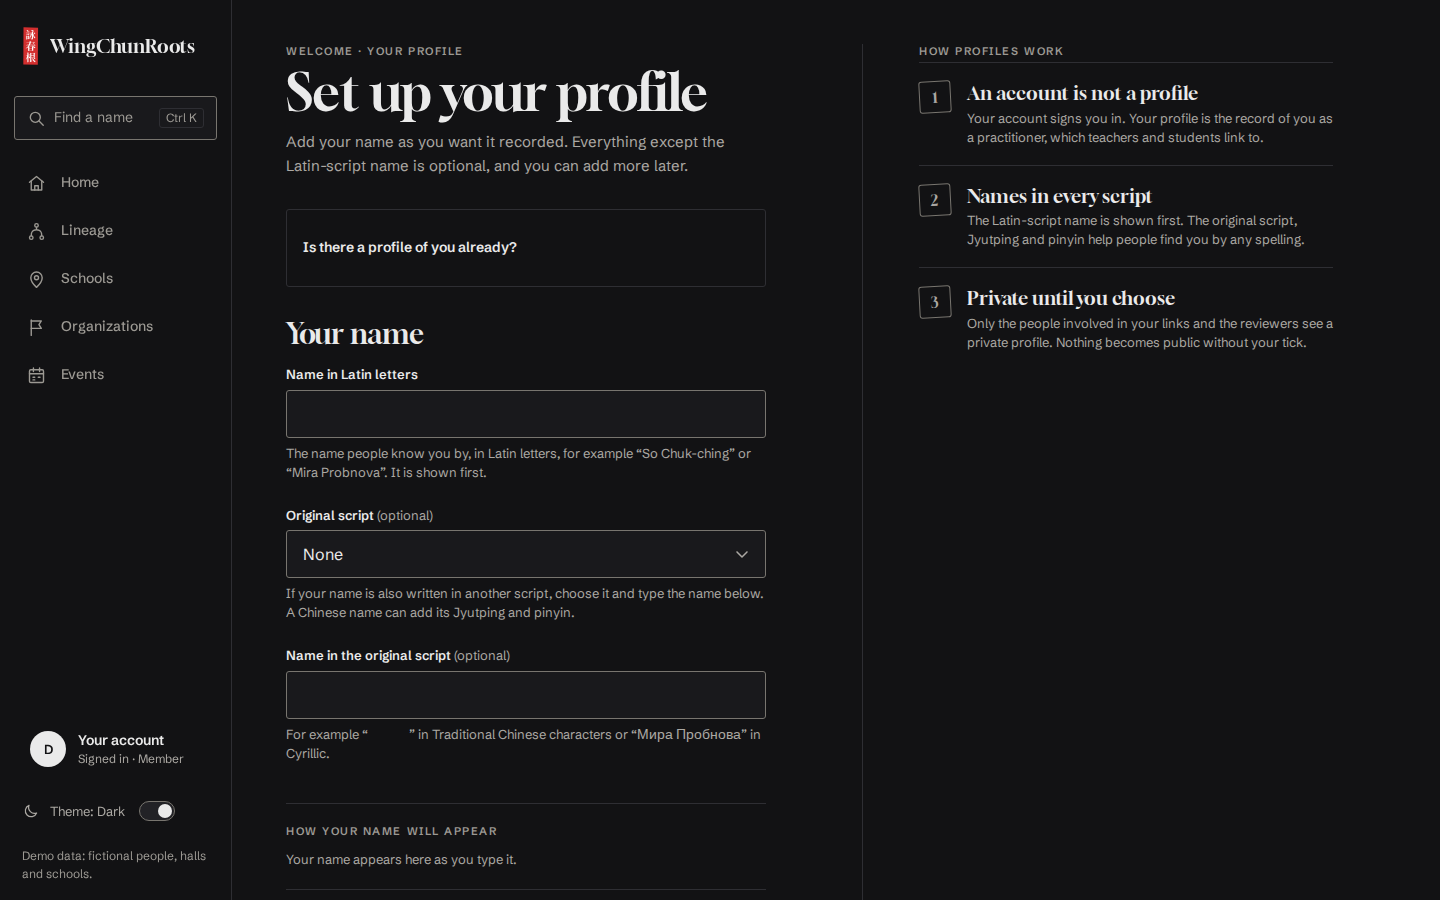 詠春根
WingChunRoots
Find a name
Ctrl K
Home
Lineage
Schools
Organizations
Events
Your account
D
Signed in · Member
Theme: Dark
Demo data: fictional people, halls
and schools.
WELCOME · YOUR PROFILE
Set up your profile
Add your name as you want it recorded. Everything except the
Latin-script name is optional, and you can add more later.
Is there a profile of you already?
Your name
Name in Latin letters
The name people know you by, in Latin letters, for example “So Chuk-ching” or
“Mira Probnova”. It is shown first.
Original script (optional)
None
If your name is also written in another script, choose it and type the name below.
A Chinese name can add its Jyutping and pinyin.
Name in the original script (optional)
For example “ ” in Traditional Chinese characters or “Мира Пробнова” in
Cyrillic.
HOW YOUR NAME WILL APPEAR
Your name appears here as you type it.
HOW PROFILES WORK
1
An account is not a profile
Your account signs you in. Your profile is the record of you as
a practitioner, which teachers and students link to.
2
Names in every script
The Latin-script name is shown first. The original script,
Jyutping and pinyin help people find you by any spelling.
3
Private until you choose
Only the people involved in your links and the reviewers see a
private profile. Nothing becomes public without your tick.